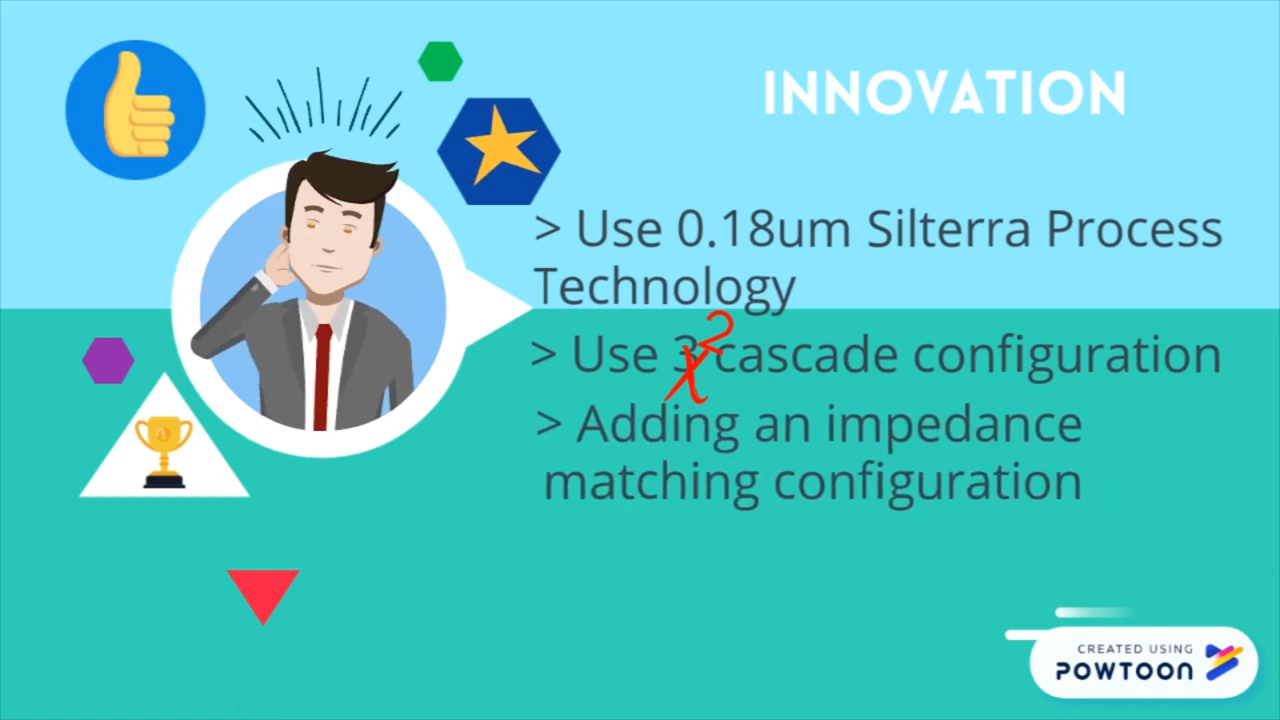 INNOVATION
> Use 0.18um Silterra Process
Technology
2
> Use 3 cascade configuration
> Adding an impedance
matching configuration
CREATED USING
POWTOON